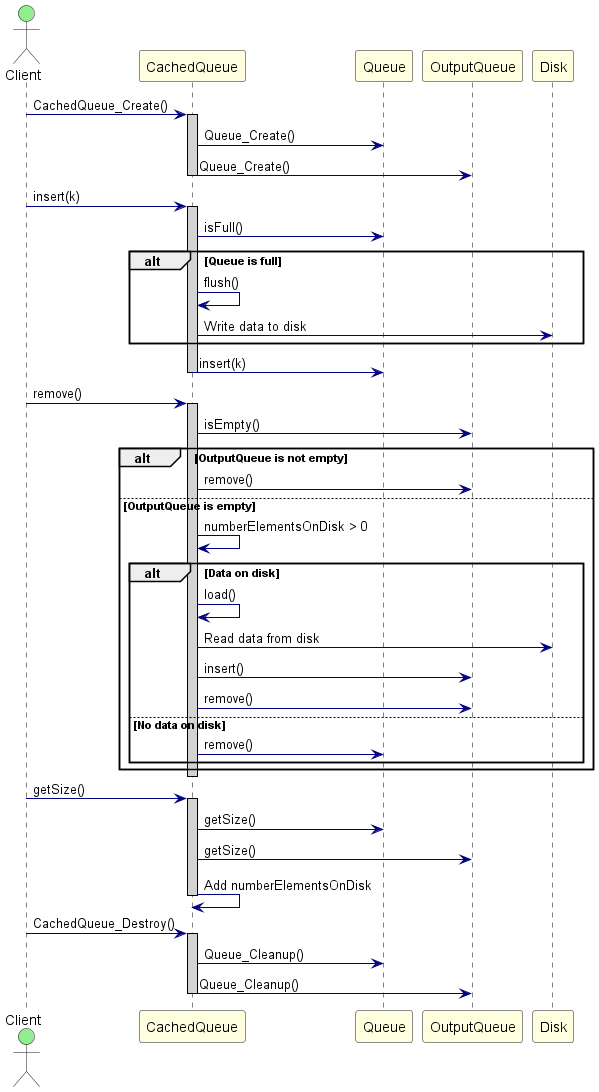 Client
CachedQueue Queue OutputQueue Disk
CachedQueue_Create()
Queue_Create()
Queue_Create()
insert(k)
isFull()
alt [Queue is full]
flush()
Write data to disk
insert(k)
remove()
isEmpty()
alt [OutputQueue is not empty]
remove()
[OutputQueue is empty]
numberElementsOnDisk > 0
alt [Data on disk]
load()
Read data from disk
insert()
remove()
[No data on disk]
remove()
getSize()
getSize()
getSize()
Add numberElementsOnDisk
CachedQueue_Destroy()
Queue_Cleanup()
Queue_Cleanup()
Client
CachedQueue Queue OutputQueue Disk